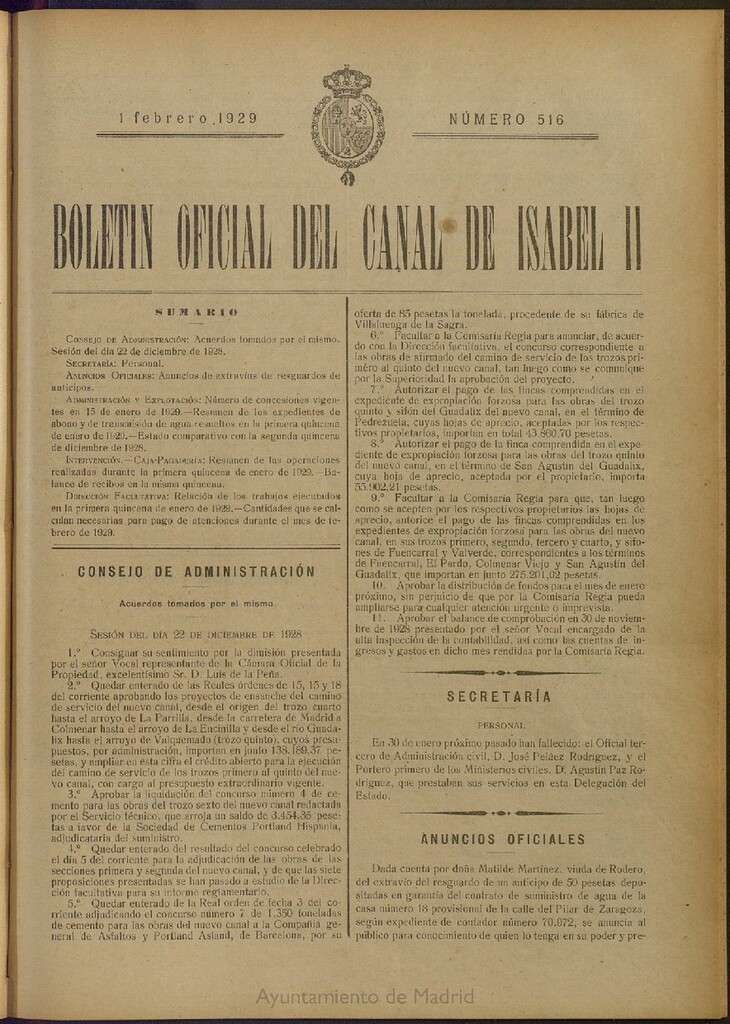 1 febrero 1929
NÚMERO 516
BOLETIN OFICIAL DEL CANAL DE ISABEL II
SUMARIO
CONSEJO DE ADMINISTRACIÓN: Acuerdos tomados por el mismo.
Sesión del día 22 de diciembre de 1928.
SECRETARÍA: Personal.
ANUNCIOS OFICIALES: Anuncios de extravíos de resguardos de
anticipos.
ADMINISTRACIÓN Y EXPLOTACIÓN: Número de concesiones vigen-
tes en 15 de enero de 1929.—Resumen de los expedientes de
abono y de transmisión de agua resueltos en la primera quincena
de enero de 1929.—Estado comparativo con la segunda quincena
de diciembre de 1928.
INTERVENCIÓN.—CAJA-PAGADURÍA: Resumen de las operaciones
realizadas durante la primera quincena de enero de 1929.—Ba-
lance de recibos en la misma quincena.
DIRECCIÓN FACULTATIVA: Relación de los trabajos ejecutados
en la primera quincena de enero de 1929.—Cantidades que se cal-
culan necesarias para pago de atenciones durante el mes de fe-
brero de 1929.
CONSEJO DE ADMINISTRACIÓN
Acuerdos tomados por el mismo
SESIÓN DEL DÍA 22 DE DICIEMBRE DE 1928
1.º Consignar su sentimiento por la dimisión presentada
por el señor Vocal representante de la Cámara Oficial de la
Propiedad, excelentísimo Sr. D. Luis de la Peña.
2.º Quedar enterado de las Reales órdenes de 15, 15 y 18
del corriente aprobando los proyectos de ensanche del camino
de servicio del nuevo canal, desde el origen del trozo cuarto
hasta el arroyo de La Parrilla, desde la carretera de Madrid a
Colmenar hasta el arroyo de La Encinilla y desde el río Guada-
lix hasta el arroyo de Valquemado (trozo quinto), cuyos presu-
puestos, por administración, importan en junto 138.189,37 pe-
setas, y ampliar en esta cifra el crédito abierto para la ejecución
del camino de servicio de los trozos primero al quinto del nue-
vo canal, con cargo al presupuesto extraordinario vigente.
3.º Aprobar la liquidación del concurso número 4 de ce-
mento para las obras del trozo sexto del nuevo canal redactada
por el Servicio técnico, que arroja un saldo de 3.454,35 pese-
tas a favor de la Sociedad de Cementos Portland Hispania,
adjudicataria del suministro.
4.º Quedar enterado del resultado del concurso celebrado
el día 5 del corriente para la adjudicación de las obras de las
secciones primera y segunda del nuevo canal, y de que las siete
proposiciones presentadas se han pasado a estudio de la Direc-
ción facultativa para su informe reglamentario.
5.º Quedar enterado de la Real orden de fecha 3 del co-
rriente adjudicando el concurso número 7 de 1.350 toneladas
de cemento para las obras del nuevo canal a la Compañía ge-
neral de Asfaltos y Portland Asland, de Barcelona, por su
oferta de 85 pesetas la tonelada, procedente de su fábrica de
Villaluenga de la Sagra.
6.º Facultar a la Comisaría Regia para anunciar, de acuer-
do con la Dirección facultativa, el concurso correspondiente a
las obras de afirmado del camino de servicio de los trozos pri-
mero al quinto del nuevo canal, tan luego como se comunique
por la Superioridad la aprobación del proyecto.
7.º Autorizar el pago de las fincas comprendidas en el
expediente de expropiación forzosa para las obras del trozo
quinto y sifón del Guadalix del nuevo canal, en el término de
Pedrezuela, cuyas hojas de aprecio, aceptadas por los respec-
tivos propietarios, importan en total 43.860,70 pesetas.
8.º Autorizar el pago de la finca comprendida en el expe-
diente de expropiación forzosa para las obras del trozo quinto
del nuevo canal, en el término de San Agustín del Guadalix,
cuya hoja de aprecio, aceptada por el propietario, importa
55.902,21 pesetas.
9.º Facultar a la Comisaría Regia para que, tan luego
como se acepten por los respectivos propietarios las hojas de
aprecio, autorice el pago de las fincas comprendidas en los
expedientes de expropiación forzosa para las obras del nuevo
canal, en sus trozos primero, segundo, tercero y cuarto, y sifo-
nes de Fuencarral y Valverde, correspondientes a los términos
de Fuencarral, El Pardo, Colmenar Viejo y San Agustín del
Guadalix, que importan en junto 275.201,02 pesetas.
10. Aprobar la distribución de fondos para el mes de enero
próximo, sin perjuicio de que por la Comisaría Regia pueda
ampliarse para cualquier atención urgente o imprevista.
11. Aprobar el balance de comprobación en 30 de noviem-
bre de 1928 presentado por el señor Vocal encargado de la
alta inspección de la contabilidad, así como las cuentas de in-
gresos y gastos en dicho mes rendidas por la Comisaría Regia.
SECRETARÍA
PERSONAL
En 30 de enero próximo pasado han fallecido: el Oficial ter-
cero de Administración civil, D. José Peláez Rodríguez, y el
Portero primero de los Ministerios civiles, D. Agustín Paz Ro-
dríguez, que prestaban sus servicios en esta Delegación del
Estado.
ANUNCIOS OFICIALES
Dada cuenta por doña Matilde Martínez, viuda de Rodero,
del extravío del resguardo de un anticipo de 50 pesetas depo-
sitadas en garantía del contrato de suministro de agua de la
casa número 18 provisional de la calle del Pilar de Zaragoza,
según expediente de contador número 70.972, se anuncia al
público para conocimiento de quien lo tenga en su poder y pre-
Ayuntamiento de Madrid